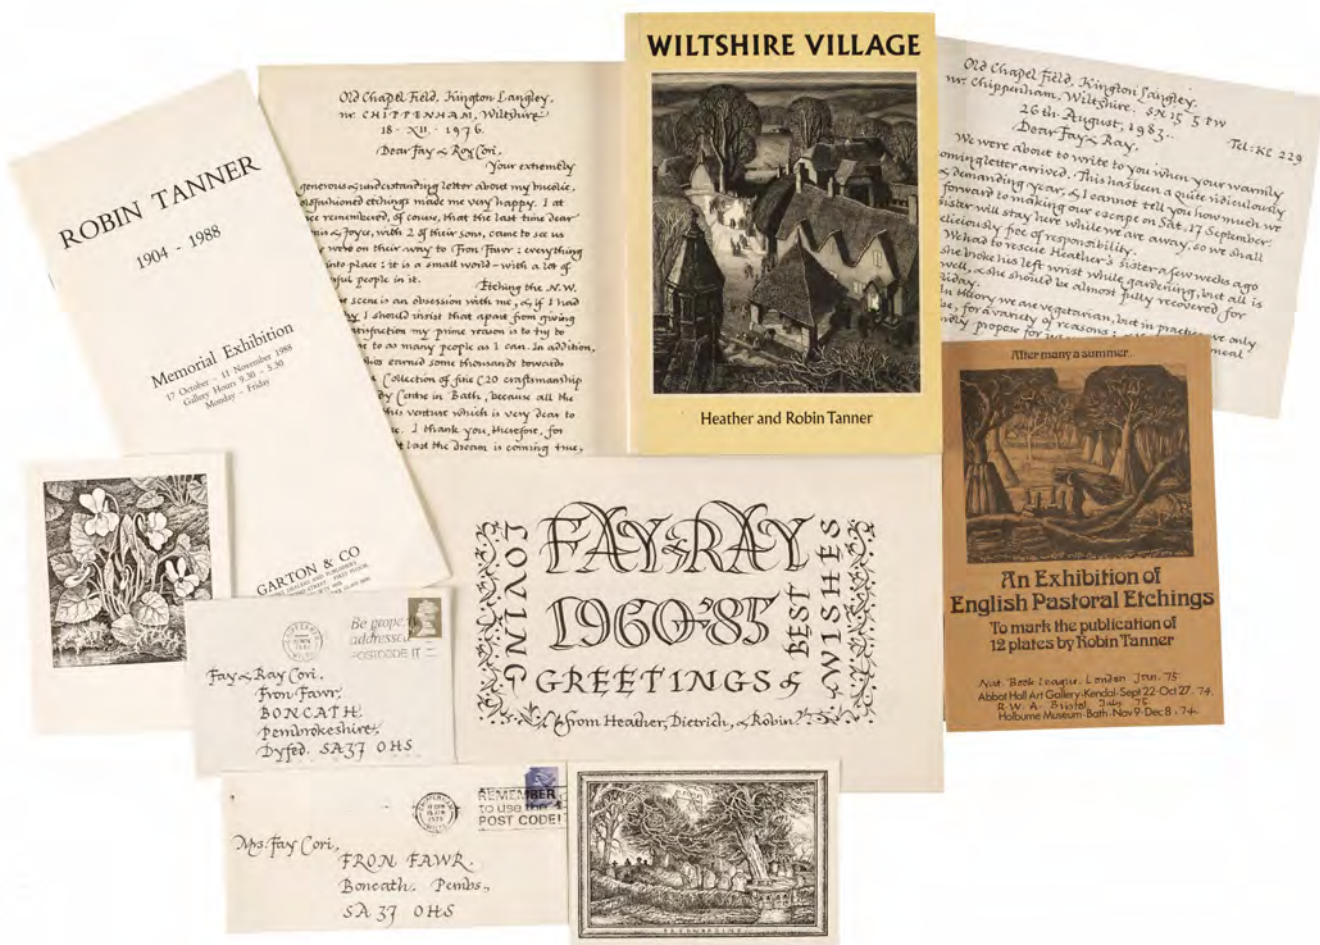 ROBIN TANNER
1904 - 1988
Memorial Exhibition
17 October - 11 November 1988
Gallery Hours 9.30 - 5.30
Monday - Friday
GARTON & CO
Old Chapel Field, Kington Langley,
nr. CHIPPENHAM, Wiltshire
18 · XII · 1976.
Dear Fay & Roy Cori,
Your extremely
generous & understanding letter about my bucolic,
oldfashioned etchings made me very happy. I at
remembered, of course, that the last time dear
& Joyce, with 2 of their sons, came to see us
were on their way to Fron Fawr: everything
into place: it is a small world - with a lot of
people in it.
Etching the N.W.
scene is an obsession with me, & if I had
I should insist that apart from giving
my prime reason is to try to
to as many people as I can. In addition,
earned some thousands towards
Collection of fine C20 craftsmanship
Centre in Bath, because all the
venture which is very dear to
I thank you, therefore, for
last the dream is coming true,
WILTSHIRE VILLAGE
Heather and Robin Tanner
Old Chapel Field, Kington Langley,
nr. Chippenham, Wiltshire. SN15 5PW
26th August, 1983.
Tel: KL 229
Dear Fay & Ray,
We were about to write to you when your warmly
letter arrived. This has been a quite ridiculously
demanding year, & I cannot tell you how much we
forward to making our escape on Sat, 17 September.
sister will stay here while we are away, so we shall
deliciously free of responsibility.
We had to rescue Heather's sister a few weeks ago
she broke his left wrist while gardening, but all is
well, & she should be almost fully recovered for
In theory we are vegetarian, but in practice we only
for a variety of reasons
propose for
meal
After many a summer..
An Exhibition of
English Pastoral Etchings
To mark the publication of
12 plates by Robin Tanner
Nat. Book League. London Jan. 75
Abbot Hall Art Gallery · Kendal · Sept 22 · Oct 27 . 74.
R. W. A. Bristol July 75.
Holburne Museum · Bath · Nov 9 · Dec 8 . 74.
LOVING
FAY & RAY
1960-'85
BEST
WISHES
GREETINGS &
from Heather, Dietrich, & Robin
Be prope
addressed
POSTCODE IT
Fay & Ray Cori,
Fron Fawr,
BONCATH,
Pembrokeshire,
Dyfed. SA37 0HS
REMEMBER
to use the
POST CODE!
Mrs. Fay Cori,
FRON FAWR.
Boncath. Pembs.,
SA 37 0HS